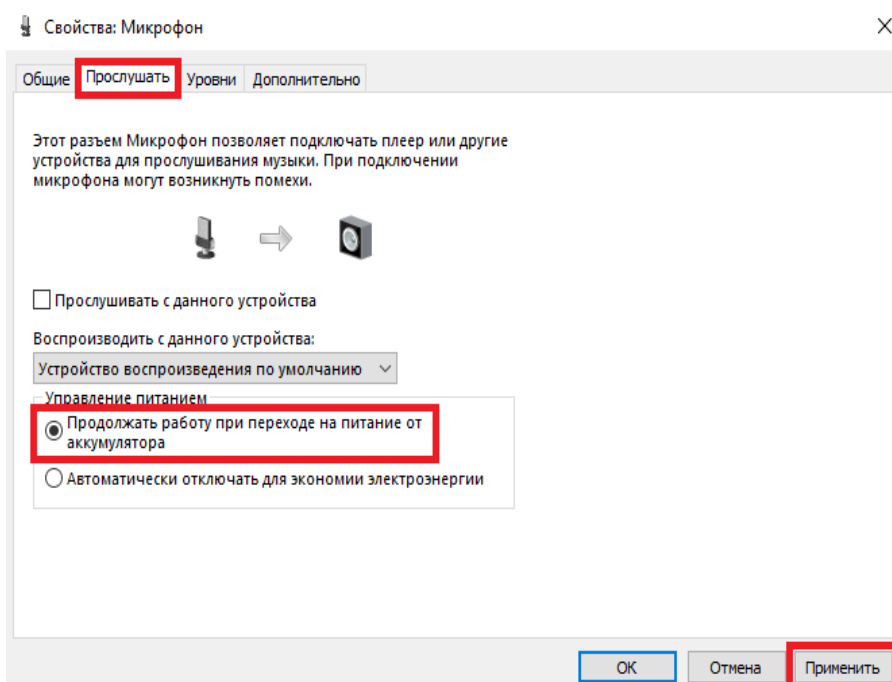 Свойства: Микрофон
Общие Прослушать Уровни Дополнительно
Этот разъем Микрофон позволяет подключать плеер или другие
устройства для прослушивания музыки. При подключении
микрофона могут возникнуть помехи.
Прослушивать с данного устройства
Воспроизводить с данного устройства:
Устройство воспроизведения по умолчанию
Управление питанием
Продолжать работу при переходе на питание от
аккумулятора
Автоматически отключать для экономии электроэнергии
ОК Отмена Применить